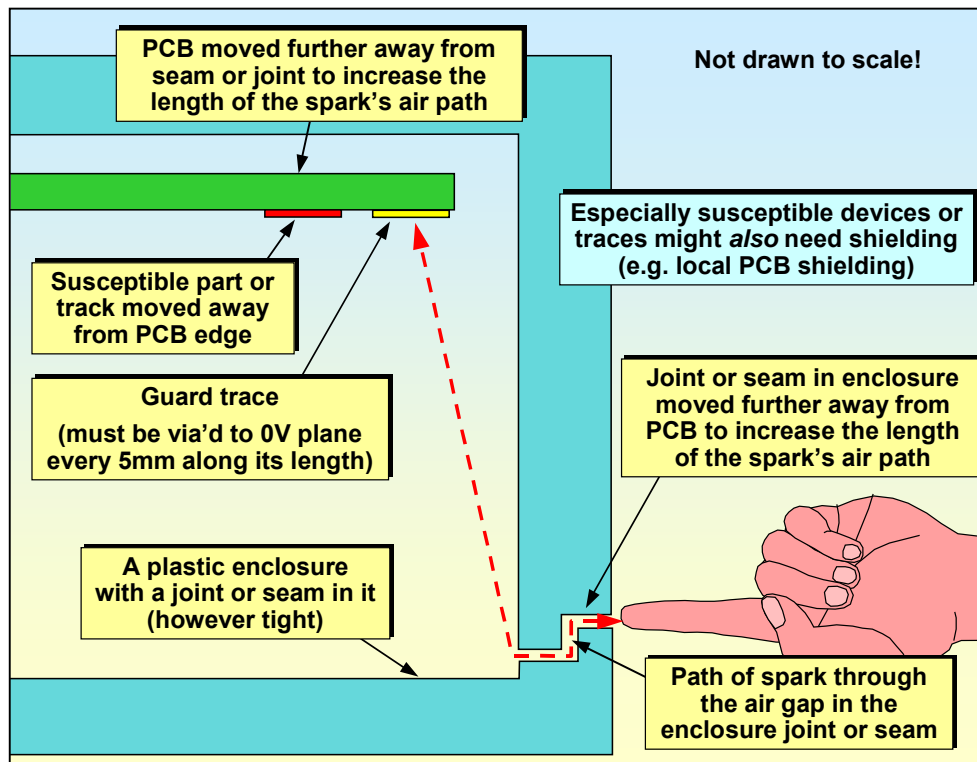 PCB moved further away from
seam or joint to increase the
length of the spark's air path
Not drawn to scale!
Especially susceptible devices or
traces might also need shielding
(e.g. local PCB shielding)
Susceptible part or
track moved away
from PCB edge
Guard trace
(must be via'd to 0V plane
every 5mm along its length)
Joint or seam in enclosure
moved further away from
PCB to increase the length
of the spark's air path
A plastic enclosure
with a joint or seam in it
(however tight)
Path of spark through
the air gap in the
enclosure joint or seam